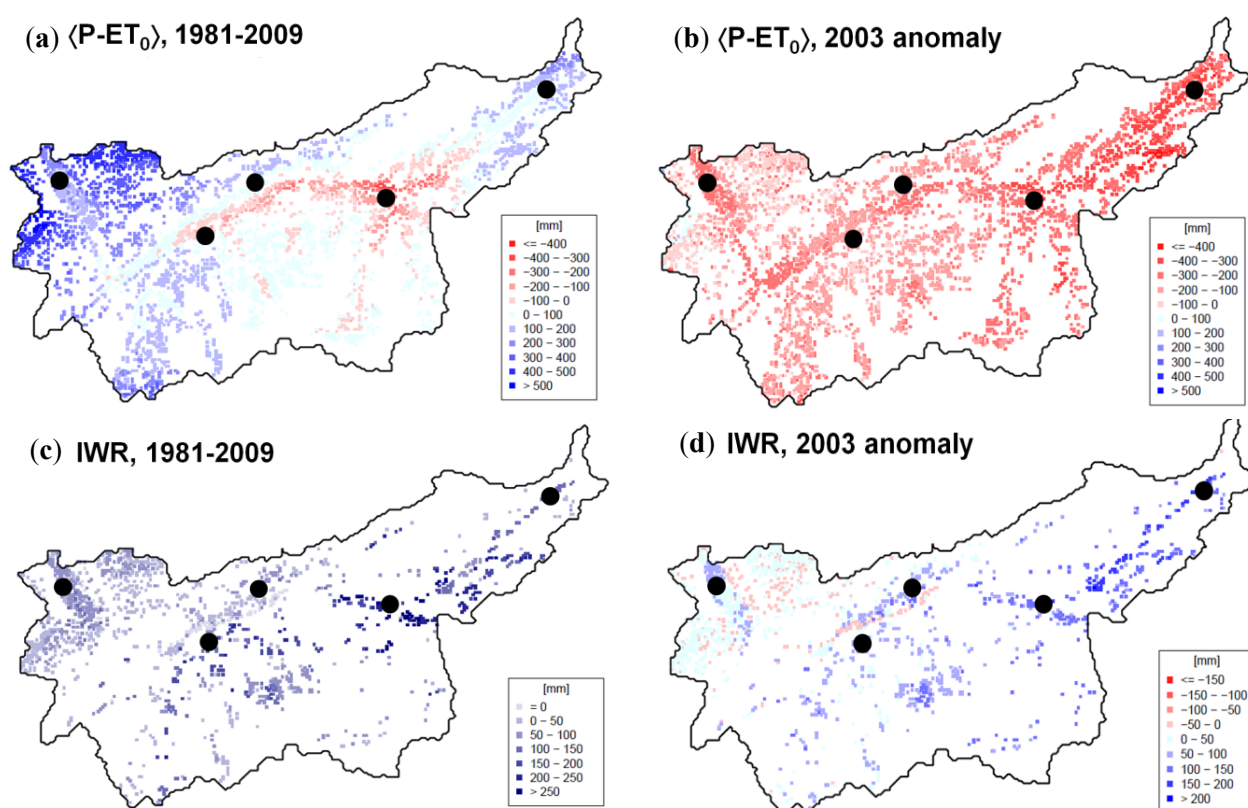 (a) ⟨P-ET₀⟩, 1981-2009
[mm]
<= −400
−400 − −300
−300 − −200
−200 − −100
−100 − 0
0 − 100
100 − 200
200 − 300
300 − 400
400 − 500
> 500
(b) ⟨P-ET₀⟩, 2003 anomaly
[mm]
<= −400
−400 − −300
−300 − −200
−200 − −100
−100 − 0
0 − 100
100 − 200
200 − 300
300 − 400
400 − 500
> 500
(c) IWR, 1981-2009
[mm]
= 0
0 − 50
50 − 100
100 − 150
150 − 200
200 − 250
> 250
(d) IWR, 2003 anomaly
[mm]
<= −150
−150 − −100
−100 − −50
−50 − 0
0 − 50
50 − 100
100 − 150
150 − 200
> 200